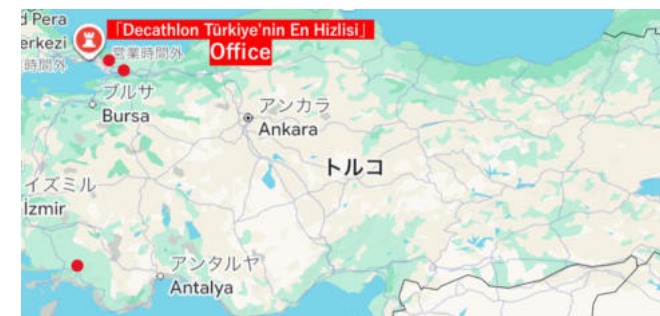 d Pera
「Decathlon Türkiye'nin En Hizlisi」
erkezi
営業時間外
Office
時間外
ブルサ
Bursa
アンカラ
Ankara
トルコ
イズミル
İzmir
アンタルヤ
Antalya